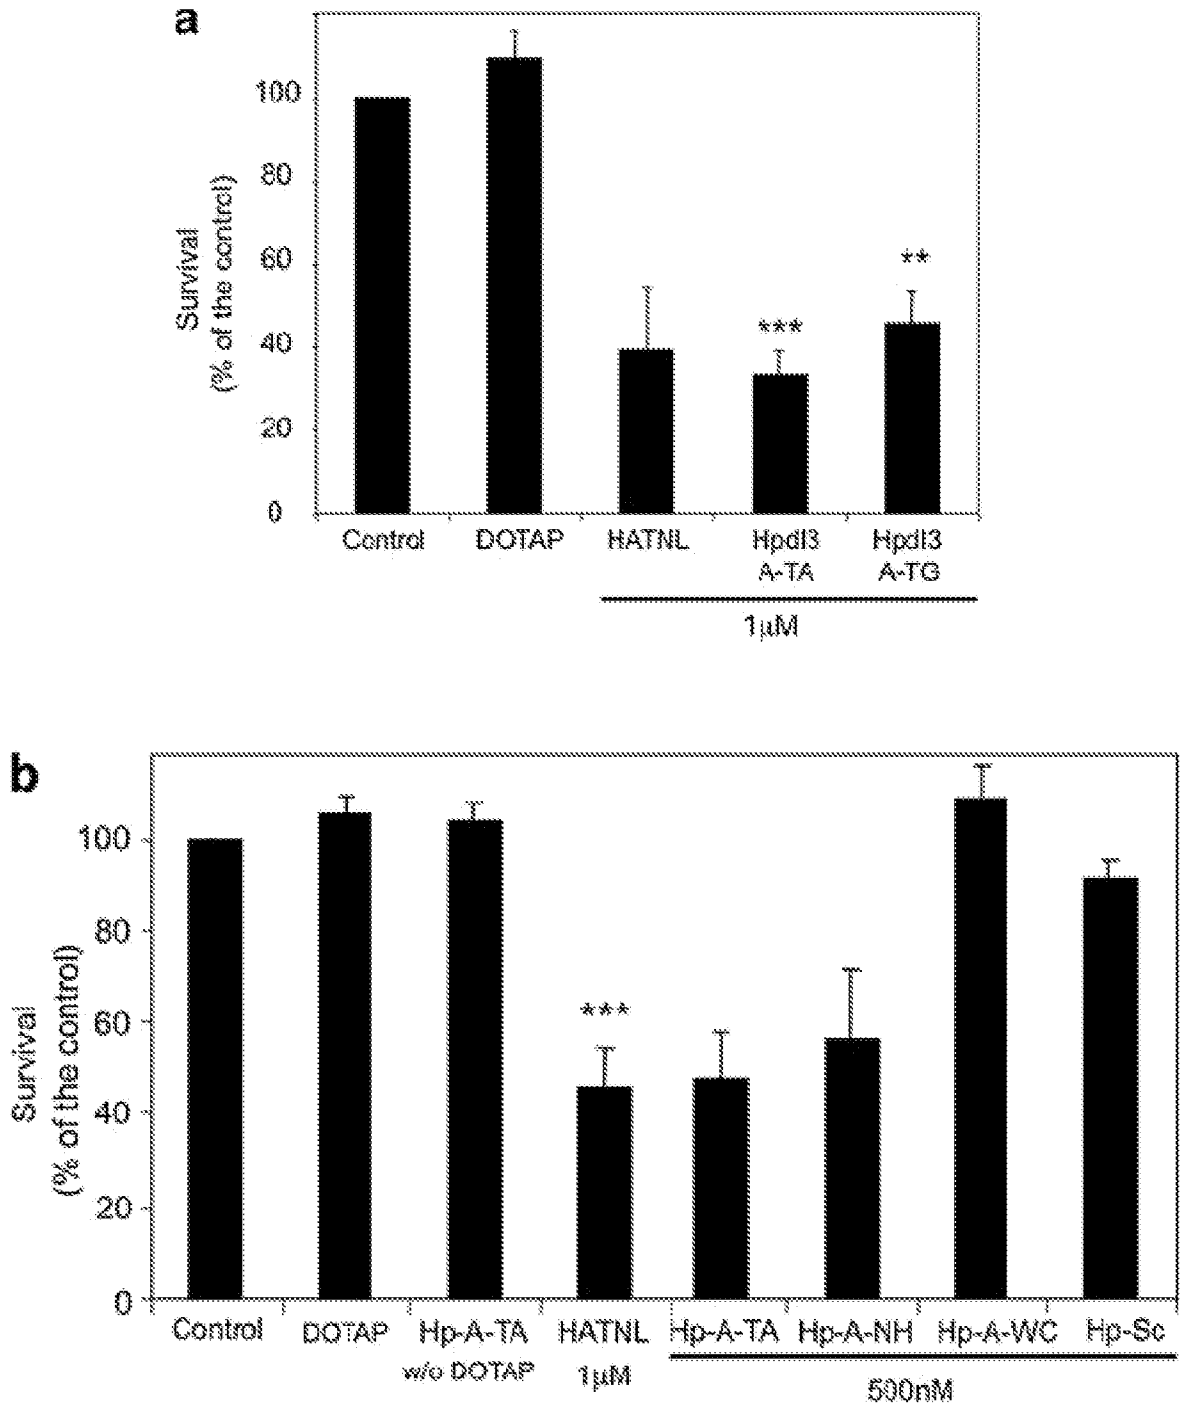 a
Survival
(% of the control)
100
80
60
40
20
0
***
**
Control DOTAP HATNL Hpdl3 Hpdl3
A-TA A-TG
1µM
b
Survival
(% of the control)
100
80
60
40
20
0
***
Control DOTAP Hp-A-TA HATNL Hp-A-TA Hp-A-NH Hp-A-WC Hp-Sc
w/o DOTAP 1µM
500nM